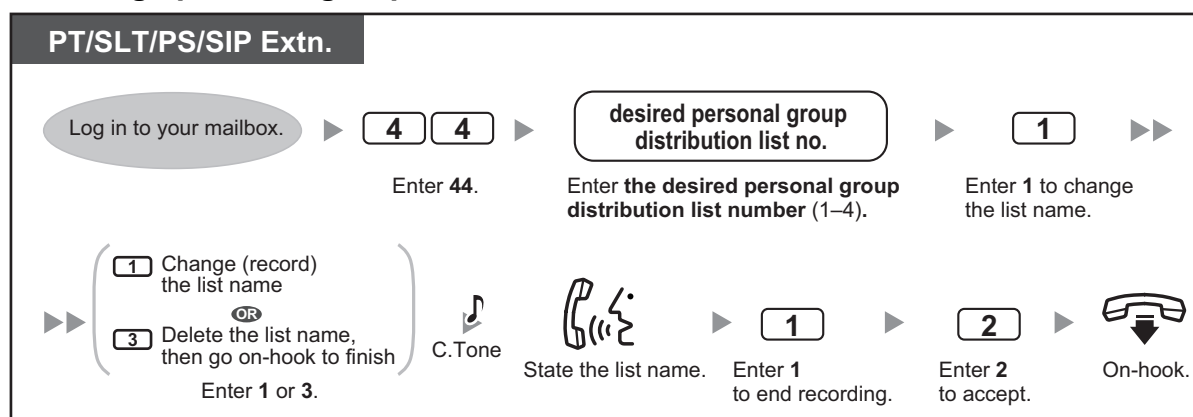 PT/SLT/PS/SIP Extn.
Log in to your mailbox.
4 4
desired personal group
distribution list no.
1
Enter 44.
Enter the desired personal group
distribution list number (1–4).
Enter 1 to change
the list name.
1 Change (record)
the list name
OR
3 Delete the list name,
then go on-hook to finish
Enter 1 or 3.
C.Tone
State the list name.
1
Enter 1
to end recording.
2
Enter 2
to accept.
On-hook.